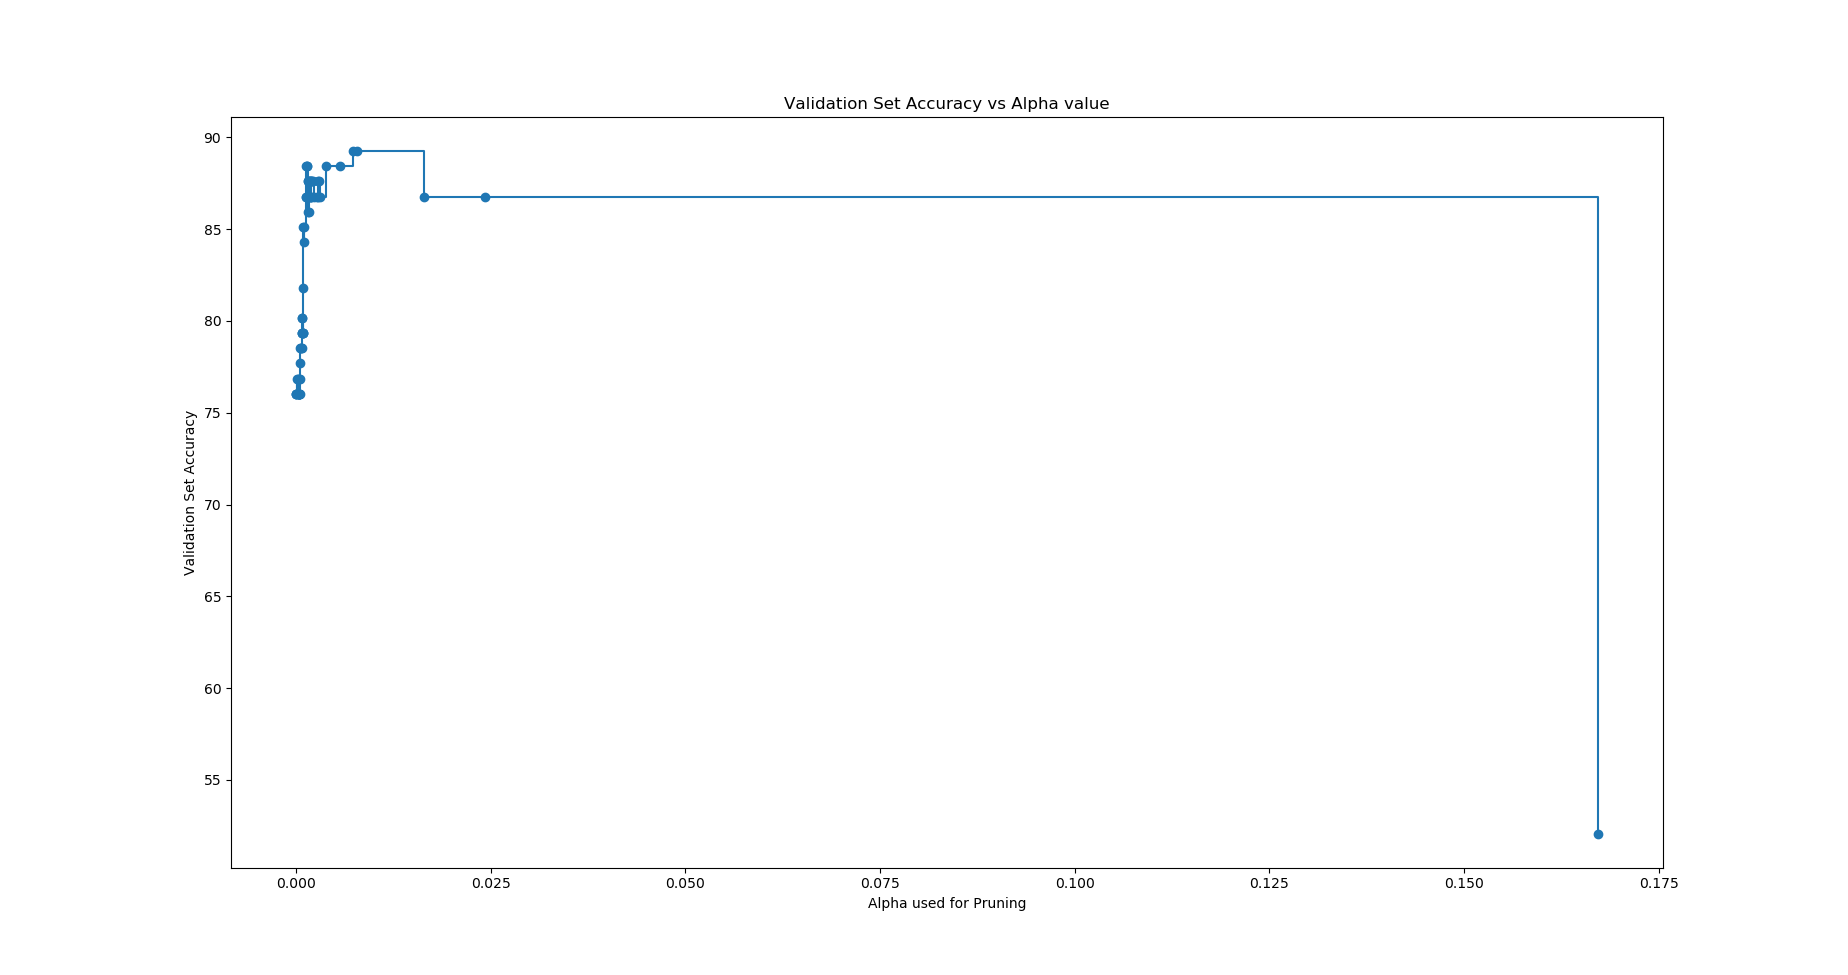 Validation Set Accuracy vs Alpha value
Validation Set Accuracy
90
85
80
75
70
65
60
55
0.000 0.025 0.050 0.075 0.100 0.125 0.150 0.175
Alpha used for Pruning